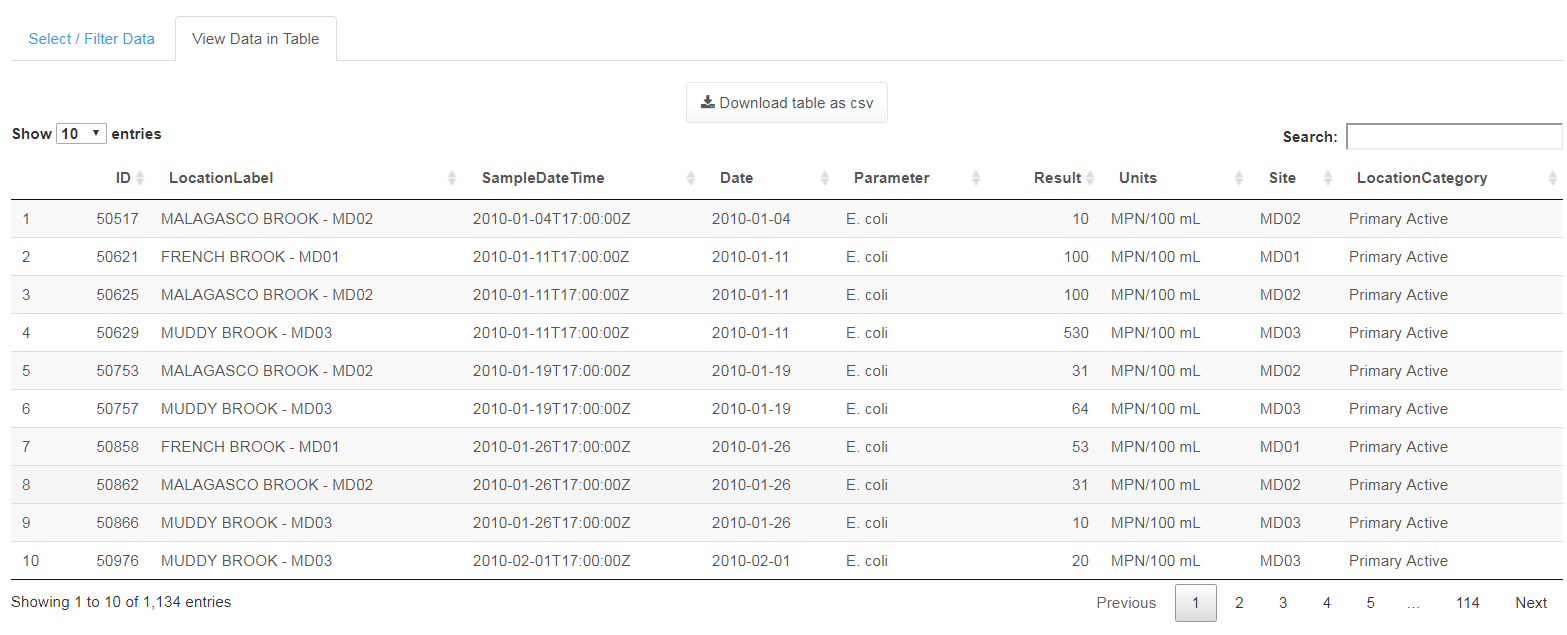 Select / Filter Data View Data in Table
Download table as csv
Show 10 entries Search:
ID LocationLabel SampleDateTime Date Parameter Result Units Site LocationCategory
1 50517 MALAGASCO BROOK - MD02 2010-01-04T17:00:00Z 2010-01-04 E. coli 10 MPN/100 mL MD02 Primary Active
2 50621 FRENCH BROOK - MD01 2010-01-11T17:00:00Z 2010-01-11 E. coli 100 MPN/100 mL MD01 Primary Active
3 50625 MALAGASCO BROOK - MD02 2010-01-11T17:00:00Z 2010-01-11 E. coli 100 MPN/100 mL MD02 Primary Active
4 50629 MUDDY BROOK - MD03 2010-01-11T17:00:00Z 2010-01-11 E. coli 530 MPN/100 mL MD03 Primary Active
5 50753 MALAGASCO BROOK - MD02 2010-01-19T17:00:00Z 2010-01-19 E. coli 31 MPN/100 mL MD02 Primary Active
6 50757 MUDDY BROOK - MD03 2010-01-19T17:00:00Z 2010-01-19 E. coli 64 MPN/100 mL MD03 Primary Active
7 50858 FRENCH BROOK - MD01 2010-01-26T17:00:00Z 2010-01-26 E. coli 53 MPN/100 mL MD01 Primary Active
8 50862 MALAGASCO BROOK - MD02 2010-01-26T17:00:00Z 2010-01-26 E. coli 31 MPN/100 mL MD02 Primary Active
9 50866 MUDDY BROOK - MD03 2010-01-26T17:00:00Z 2010-01-26 E. coli 10 MPN/100 mL MD03 Primary Active
10 50976 MUDDY BROOK - MD03 2010-02-01T17:00:00Z 2010-02-01 E. coli 20 MPN/100 mL MD03 Primary Active
Showing 1 to 10 of 1,134 entries Previous 1 2 3 4 5 ... 114 Next